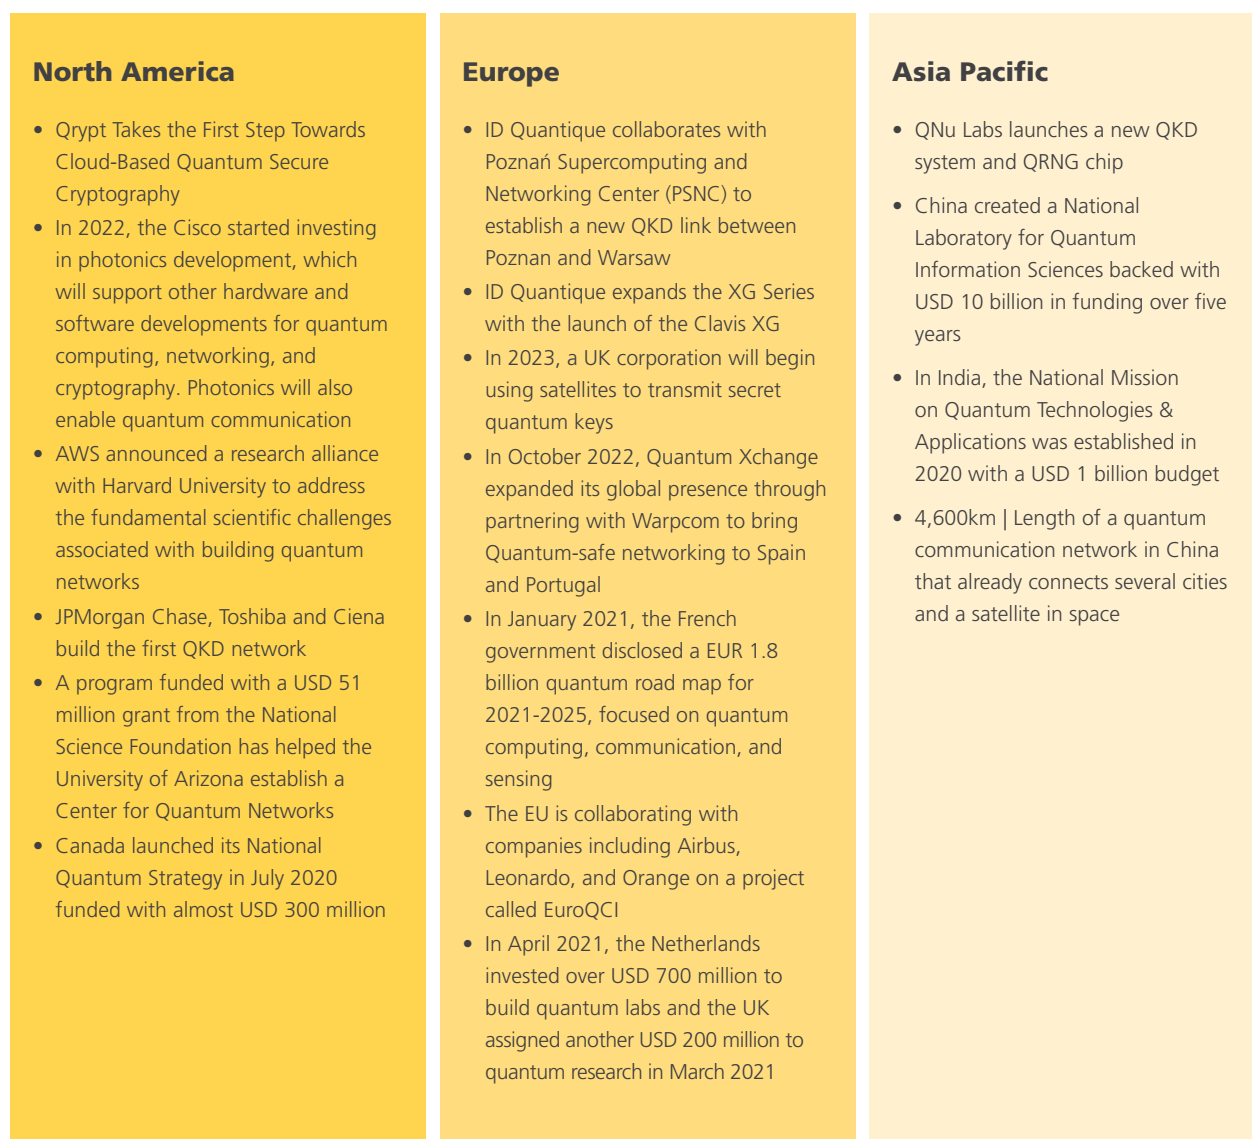 North America
• Qrypt Takes the First Step Towards
Cloud-Based Quantum Secure
Cryptography
• In 2022, the Cisco started investing
in photonics development, which
will support other hardware and
software developments for quantum
computing, networking, and
cryptography. Photonics will also
enable quantum communication
• AWS announced a research alliance
with Harvard University to address
the fundamental scientific challenges
associated with building quantum
networks
• JPMorgan Chase, Toshiba and Ciena
build the first QKD network
• A program funded with a USD 51
million grant from the National
Science Foundation has helped the
University of Arizona establish a
Center for Quantum Networks
• Canada launched its National
Quantum Strategy in July 2020
funded with almost USD 300 million
Europe
• ID Quantique collaborates with
Poznań Supercomputing and
Networking Center (PSNC) to
establish a new QKD link between
Poznan and Warsaw
• ID Quantique expands the XG Series
with the launch of the Clavis XG
• In 2023, a UK corporation will begin
using satellites to transmit secret
quantum keys
• In October 2022, Quantum Xchange
expanded its global presence through
partnering with Warpcom to bring
Quantum-safe networking to Spain
and Portugal
• In January 2021, the French
government disclosed a EUR 1.8
billion quantum road map for
2021-2025, focused on quantum
computing, communication, and
sensing
• The EU is collaborating with
companies including Airbus,
Leonardo, and Orange on a project
called EuroQCI
• In April 2021, the Netherlands
invested over USD 700 million to
build quantum labs and the UK
assigned another USD 200 million to
quantum research in March 2021
Asia Pacific
• QNu Labs launches a new QKD
system and QRNG chip
• China created a National
Laboratory for Quantum
Information Sciences backed with
USD 10 billion in funding over five
years
• In India, the National Mission
on Quantum Technologies &
Applications was established in
2020 with a USD 1 billion budget
• 4,600km | Length of a quantum
communication network in China
that already connects several cities
and a satellite in space